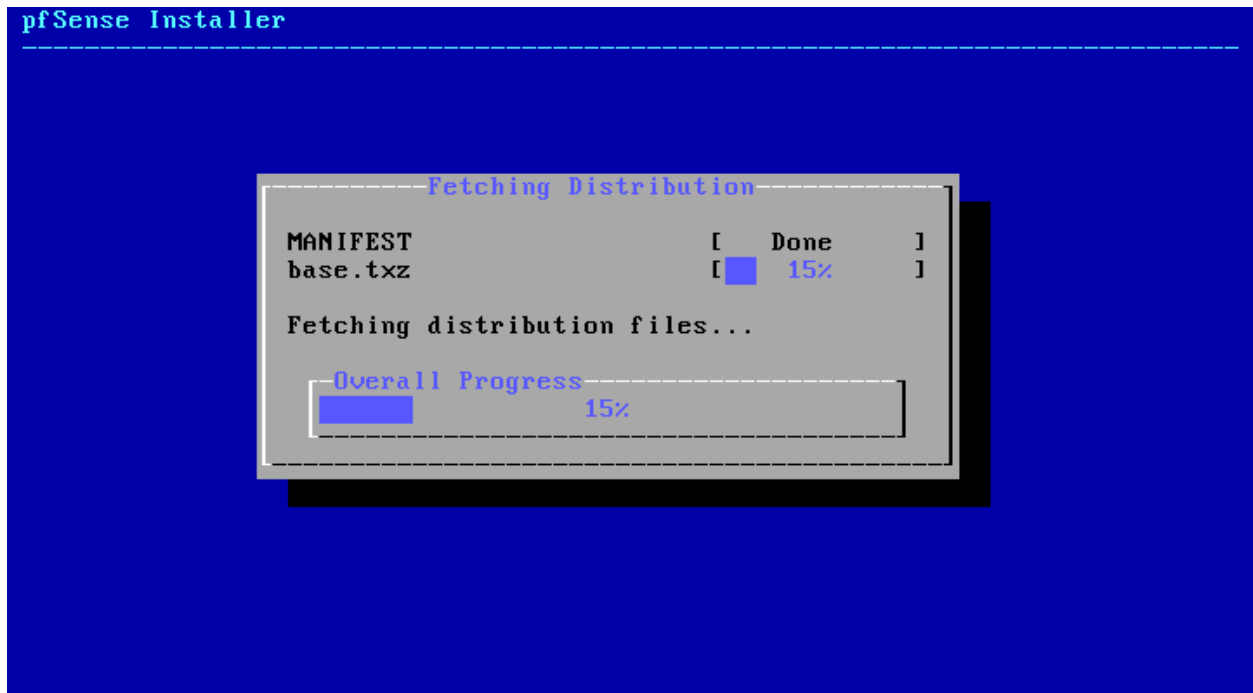 pfSense Installer
Fetching Distribution
MANIFEST [ Done ]
base.txz [ 15% ]
Fetching distribution files...
Overall Progress
15%